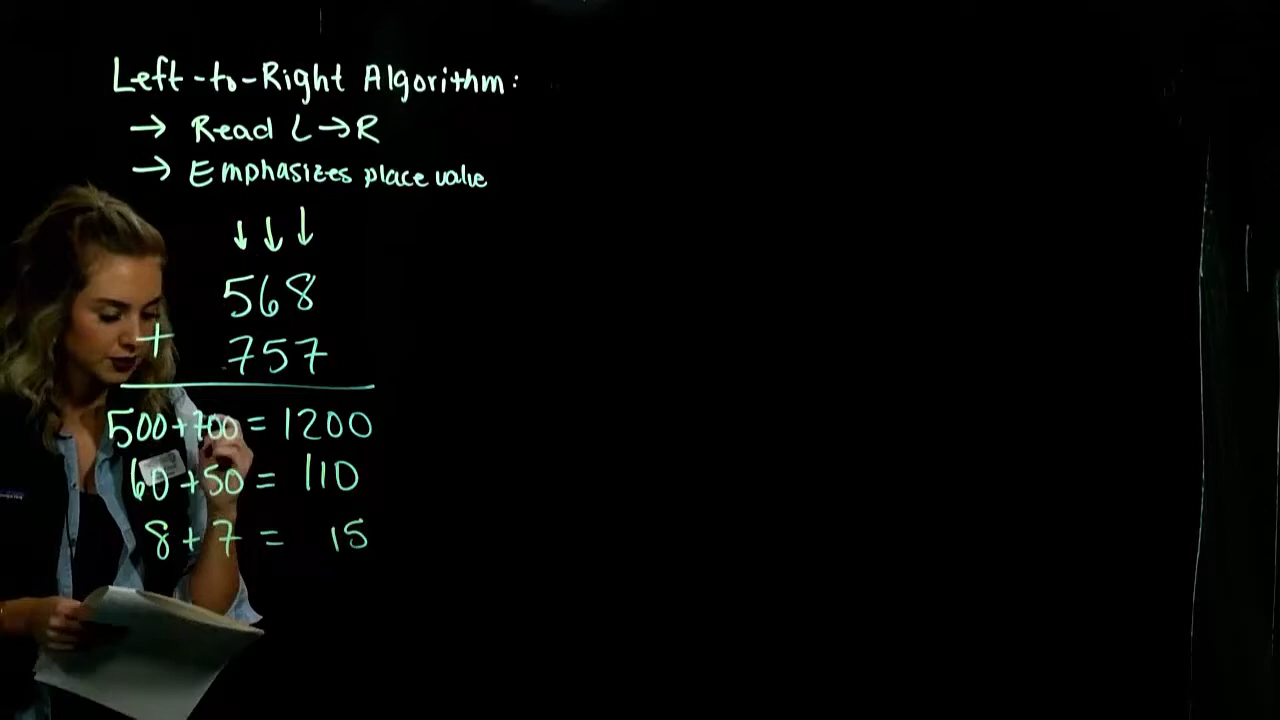 Left-to-Right Algorithm:
→ Read L→R
→ Emphasizes place value
↓ ↓ ↓
568
+ 757
500+700 = 1200
60+50 = 110
8+7 = 15